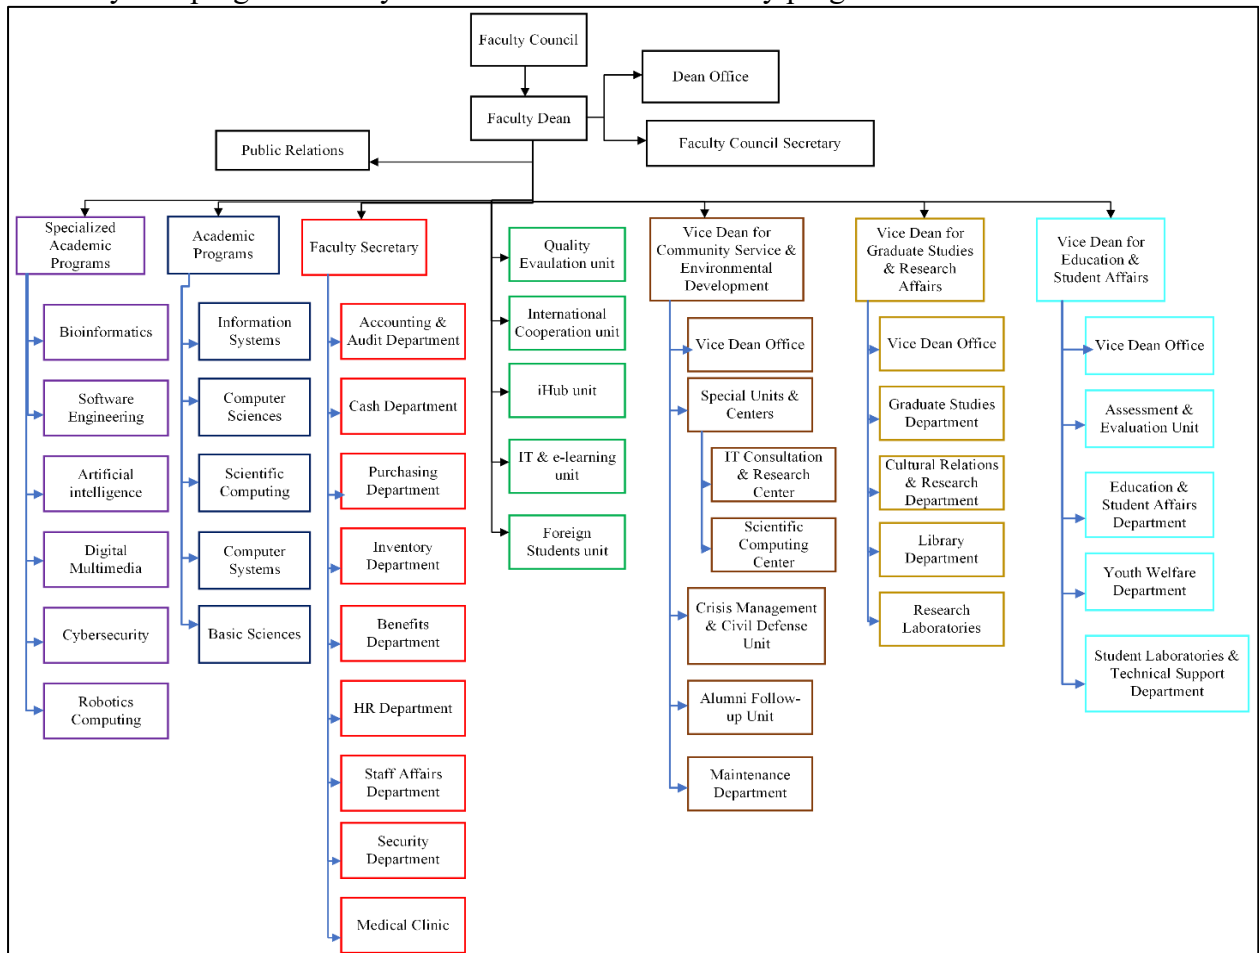 Faculty Council
Dean Office
Faculty Dean
Faculty Council Secretary
Public Relations
Specialized
Academic
Programs
Bioinformatics
Software
Engineering
Artificial
intelligence
Digital
Multimedia
Cybersecurity
Robotics
Computing
Academic
Programs
Information
Systems
Computer
Sciences
Scientific
Computing
Computer
Systems
Basic Sciences
Faculty Secretary
Accounting &
Audit Department
Cash Department
Purchasing
Department
Inventory
Department
Benefits
Department
HR Department
Staff Affairs
Department
Security
Department
Medical Clinic
Quality
Evaulation unit
International
Cooperation unit
iHub unit
IT & e-learning
unit
Foreign
Students unit
Vice Dean for
Community Service &
Environmental
Development
Vice Dean Office
Special Units &
Centers
IT Consultation
& Research
Center
Scientific
Computing
Center
Crisis Management
& Civil Defense
Unit
Alumni Follow-
up Unit
Maintenance
Department
Vice Dean for
Graduate Studies
& Research
Affairs
Vice Dean Office
Graduate Studies
Department
Cultural Relations
& Research
Department
Library
Department
Research
Laboratories
Vice Dean for
Education &
Student Affairs
Vice Dean Office
Assessment &
Evaluation Unit
Education &
Student Affairs
Department
Youth Welfare
Department
Student Laboratories &
Technical Support
Department